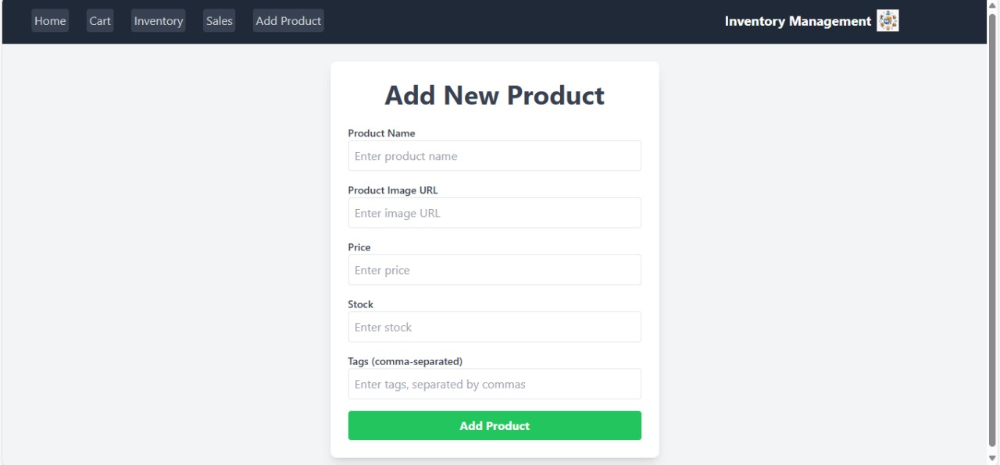 Home Cart Inventory Sales Add Product Inventory Management
Add New Product
Product Name
Enter product name
Product Image URL
Enter image URL
Price
Enter price
Stock
Enter stock
Tags (comma-separated)
Enter tags, separated by commas
Add Product